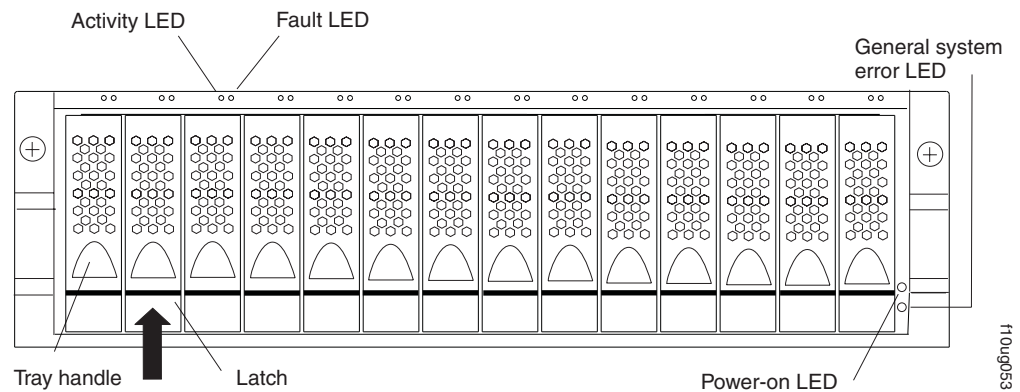 Activity LED
Fault LED
General system
error LED
Tray handle
Latch
Power-on LED
f10ug053